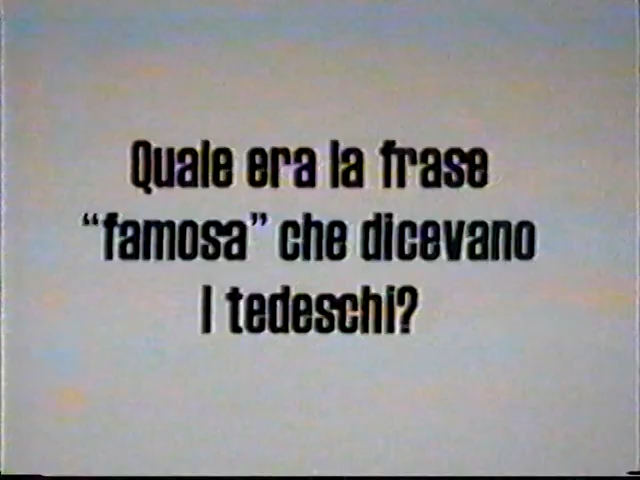 Quale era la frase
“famosa” che dicevano
I tedeschi?